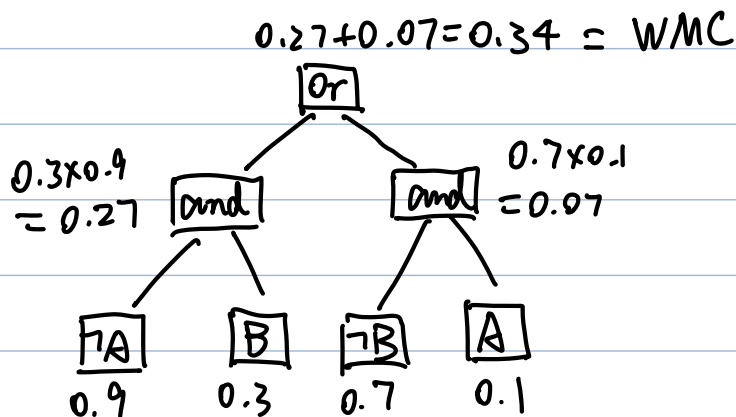 0.27+0.07=0.34 = WMC
Or
0.3×0.9
= 0.27
and
and
0.7×0.1
=0.07
¬A
B
¬B
A
0.9
0.3
0.7
0.1